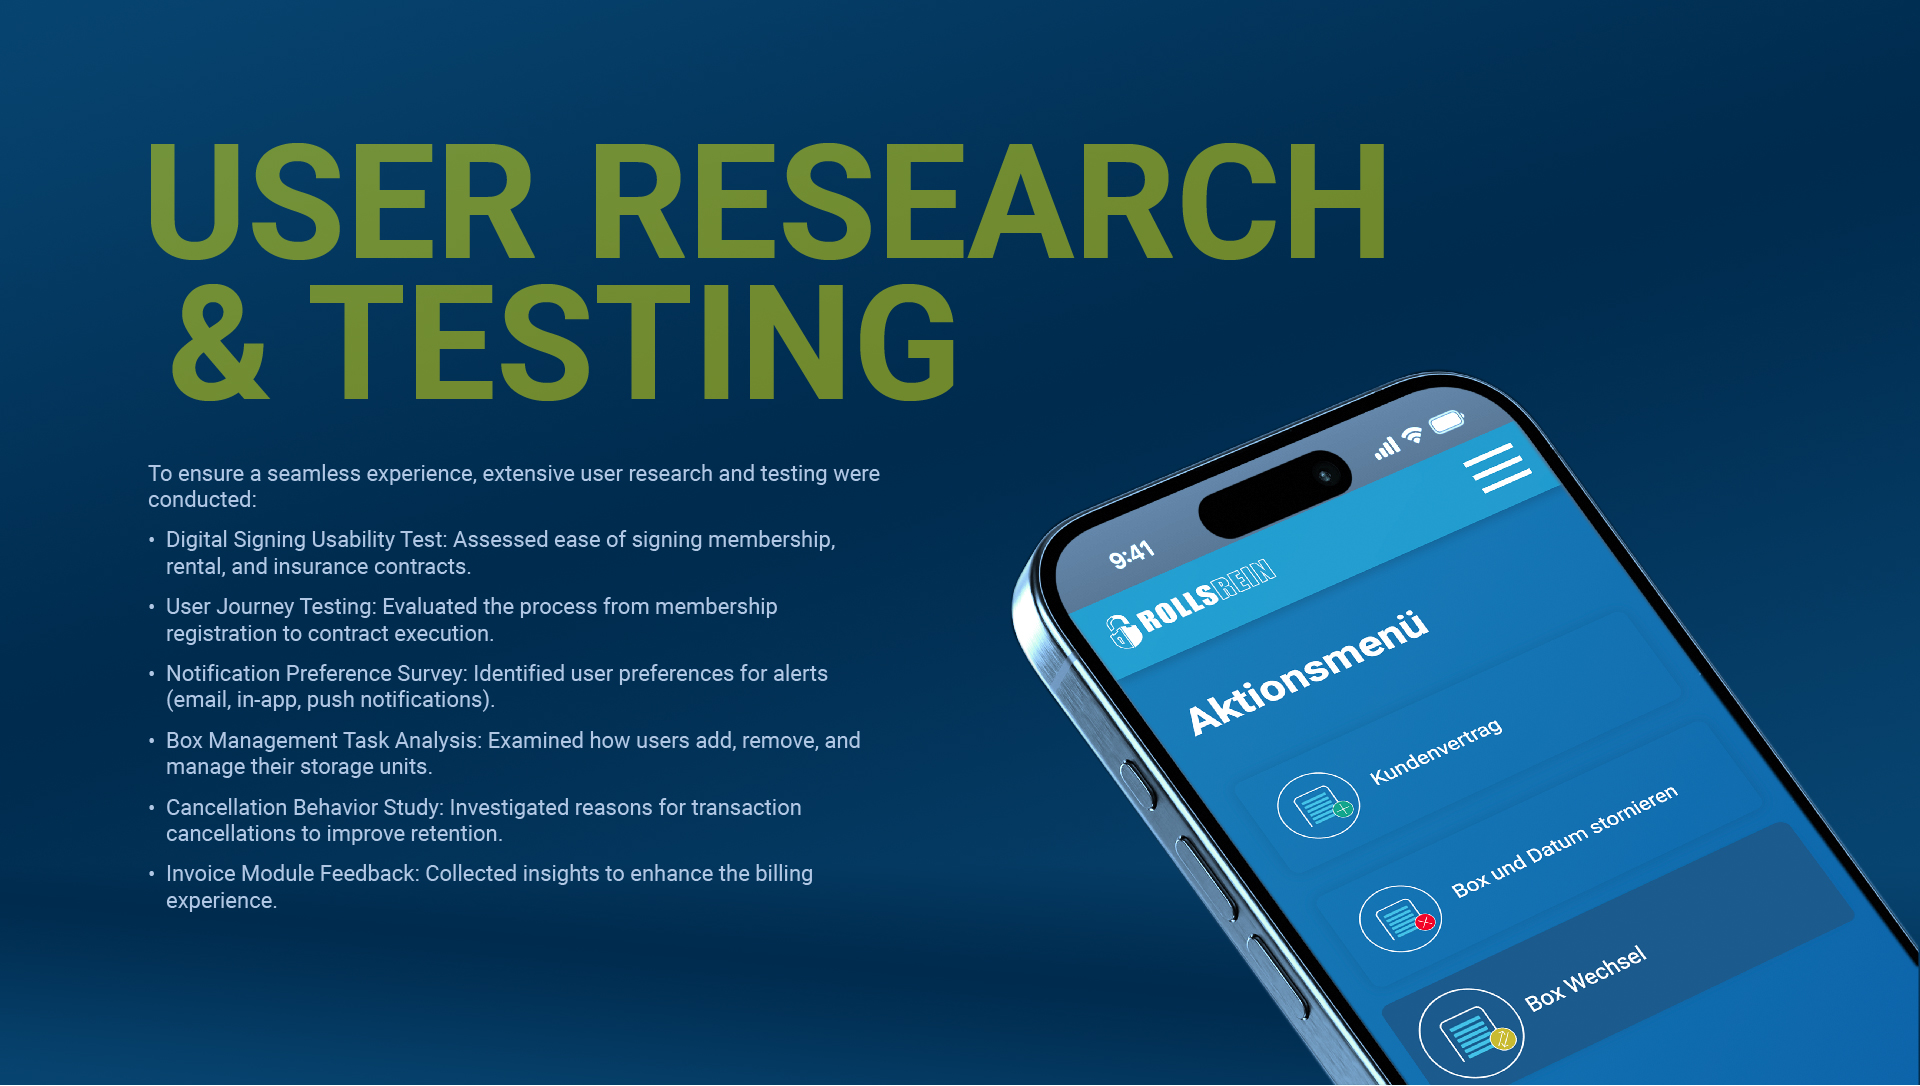 USER RESEARCH
& TESTING
To ensure a seamless experience, extensive user research and testing were
conducted:
• Digital Signing Usability Test: Assessed ease of signing membership,
rental, and insurance contracts.
• User Journey Testing: Evaluated the process from membership
registration to contract execution.
• Notification Preference Survey: Identified user preferences for alerts
(email, in-app, push notifications).
• Box Management Task Analysis: Examined how users add, remove, and
manage their storage units.
• Cancellation Behavior Study: Investigated reasons for transaction
cancellations to improve retention.
• Invoice Module Feedback: Collected insights to enhance the billing
experience.
9:41
ROLLSREIN
Aktionsmenü
Kundenvertrag
Box und Datum stornieren
Box Wechsel